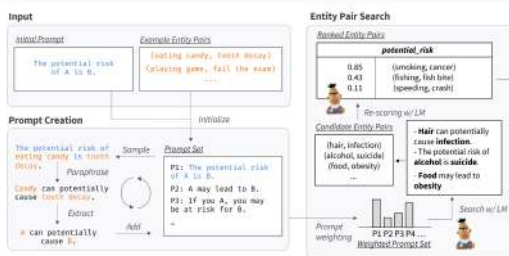 Input
Initial Prompt
The potential risk
of A is B.
Example Entity Pairs
(eating candy, tooth decay)
(playing game, fail the exam)
...
Initialize
Prompt Creation
The potential risk of
eating candy is tooth
decay.
Paraphrase
Candy can potentially
cause tooth decay.
Extract
A can potentially
cause B.
Sample
Add
Prompt Set
P1: The potential risk
of A is B.
P2: A may lead to B.
P3: If you A, you may
be at risk for B.
…
Entity Pair Search
Ranked Entity Pairs
potential_risk
0.85 (smoking, cancer)
0.43 (fishing, fish bite)
0.11 (speeding, crash)
Re-scoring w/ LM
Candidate Entity Pairs
(hair, infection)
(alcohol, suicide)
(food, obesity)
...
- Hair can potentially
cause infection.
- The potential risk of
alcohol is suicide.
- Food may lead to
obesity
Prompt
weighting
P1 P2 P3 P4 ...
Weighted Prompt Set
Search w/ LM